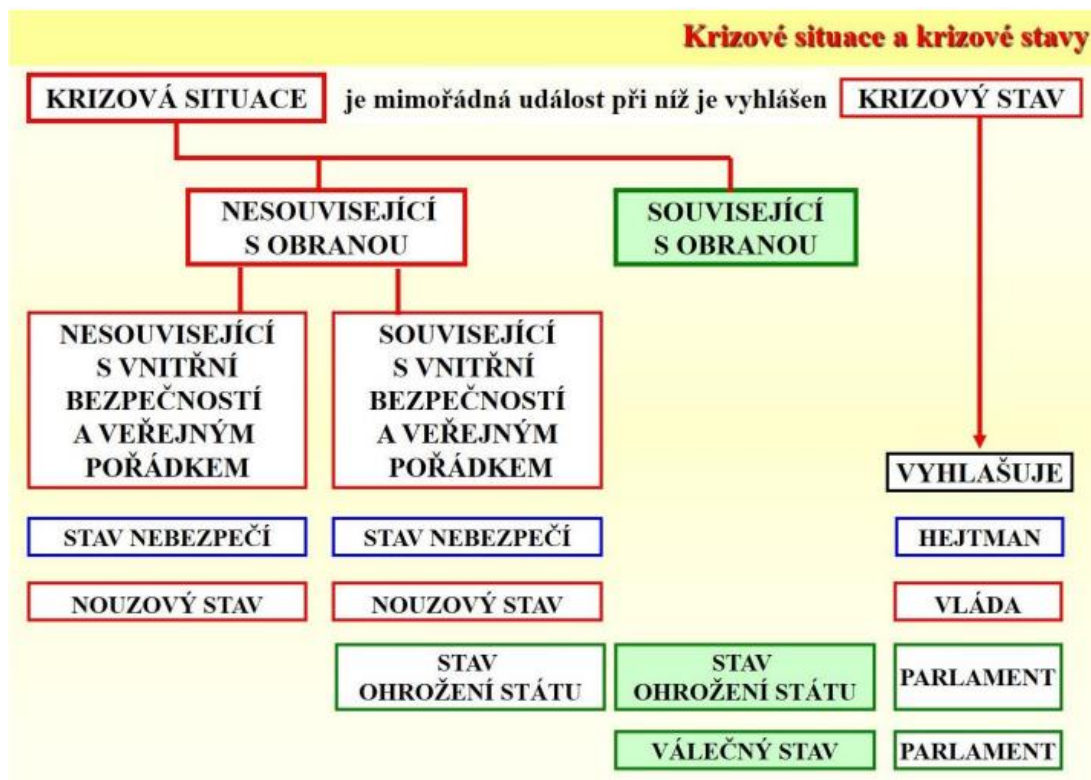 Krizové situace a krizové stavy
KRIZOVÁ SITUACE je mimořádná událost při níž je vyhlášen KRIZOVÝ STAV
NESOUVISEJÍCÍ
S OBRANOU
SOUVISEJÍCÍ
S OBRANOU
NESOUVISEJÍCÍ
S VNITŘNÍ
BEZPEČNOSTÍ
A VEŘEJNÝM
POŘÁDKEM
SOUVISEJÍCÍ
S VNITŘNÍ
BEZPEČNOSTÍ
A VEŘEJNÝM
POŘÁDKEM
VYHLAŠUJE
STAV NEBEZPEČÍ
STAV NEBEZPEČÍ
HEJTMAN
NOUZOVÝ STAV
NOUZOVÝ STAV
VLÁDA
STAV
OHROŽENÍ STÁTU
STAV
OHROŽENÍ STÁTU
PARLAMENT
VÁLEČNÝ STAV
PARLAMENT